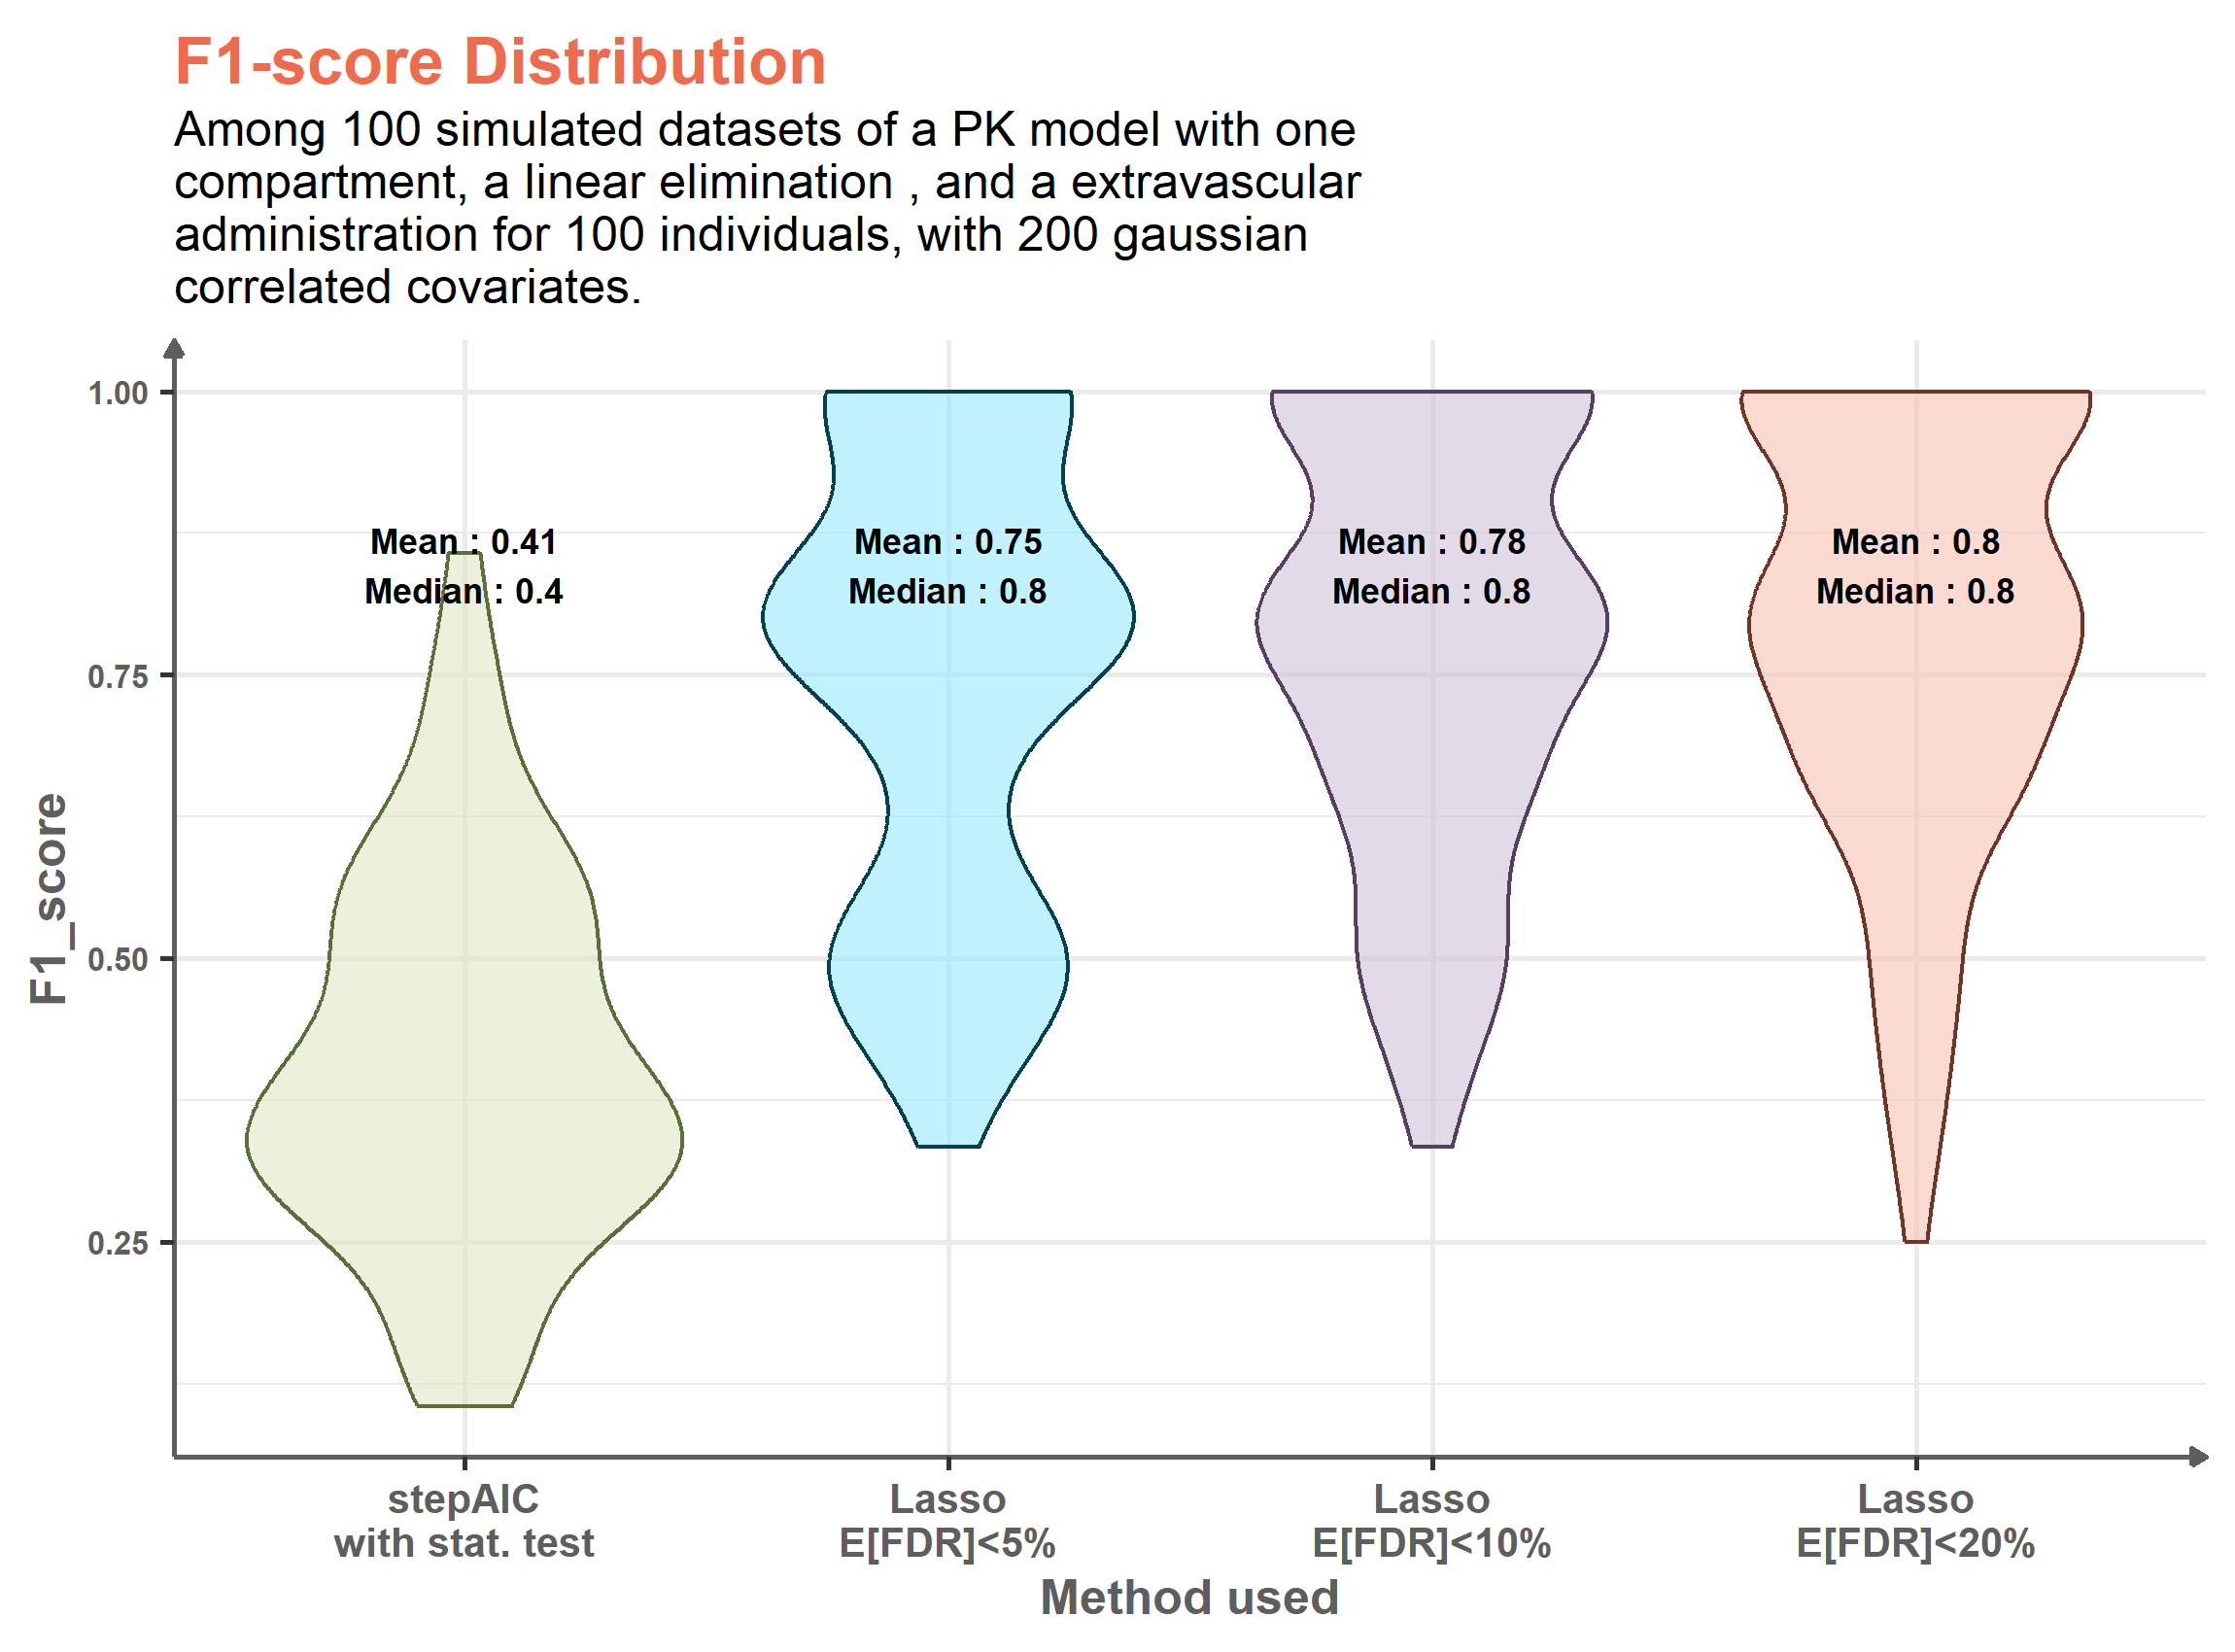 F1-score Distribution
Among 100 simulated datasets of a PK model with one
compartment, a linear elimination , and a extravascular
administration for 100 individuals, with 200 gaussian
correlated covariates.
1.00
0.75
0.50
0.25
F1_score
Mean : 0.41
Median : 0.4
Mean : 0.75
Median : 0.8
Mean : 0.78
Median : 0.8
Mean : 0.8
Median : 0.8
stepAIC
with stat. test
Lasso
E[FDR]<5%
Lasso
E[FDR]<10%
Lasso
E[FDR]<20%
Method used